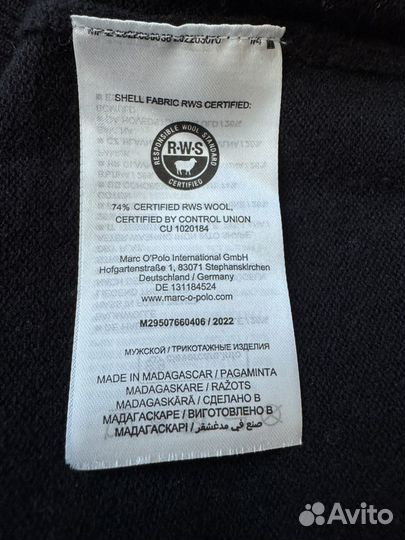 SHELL FABRIC RWS CERTIFIED:
RESPONSIBLE WOOL STANDARD
R·W·S
CERTIFIED
74% CERTIFIED RWS WOOL,
CERTIFIED BY CONTROL UNION
CU 1020184
Marc O'Polo International GmbH
Hofgartenstraße 1, 83071 Stephanskirchen
Deutschland / Germany
DE 131184524
www.marc-o-polo.com
M29507660406 / 2022
МУЖСКОЙ / ТРИКОТАЖНЫЕ ИЗДЕЛИЯ
MADE IN MADAGASCAR / PAGAMINTA
MADAGASKARE / RAŽOTS
MADAGASKĀRĀ / СДЕЛАНО В
МАДАГАСКАРЕ / ВИГОТОВЛЕНО В
МАДАГАСКАРІ / صنع في مدغشقر
Avito